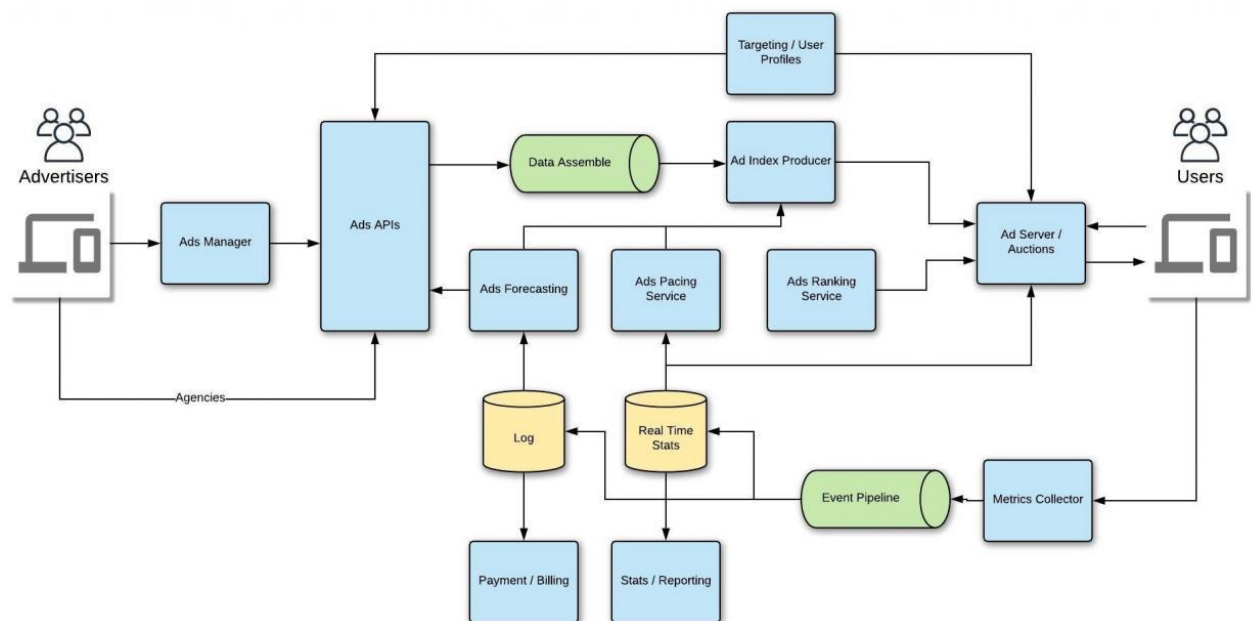 Targeting / User
Profiles
Advertisers
Users
Data Assemble
Ad Index Producer
Ads Manager
Ads APIs
Ad Server /
Auctions
Ads Forecasting
Ads Pacing
Service
Ads Ranking
Service
Agencies
Log
Real Time
Stats
Event Pipeline
Metrics Collector
Payment / Billing
Stats / Reporting